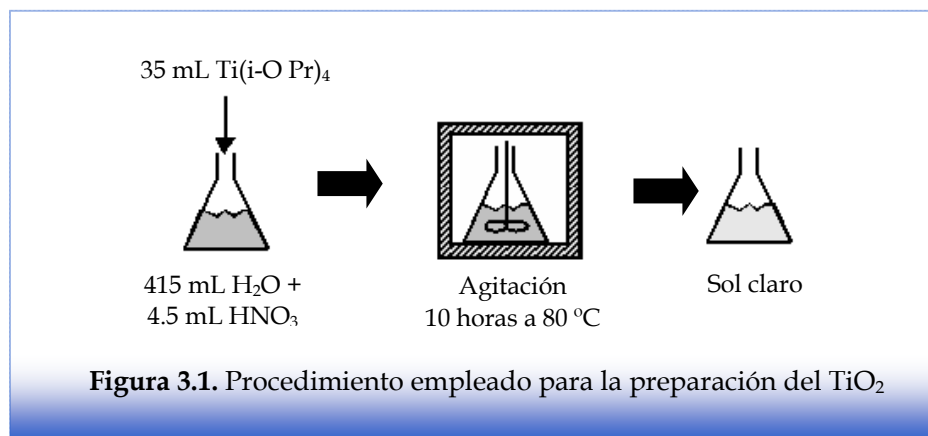 35 mL Ti(i-O Pr)₄
415 mL H₂O +
4.5 mL HNO₃
Agitación
10 horas a 80 ºC
Sol claro
Figura 3.1. Procedimiento empleado para la preparación del TiO₂